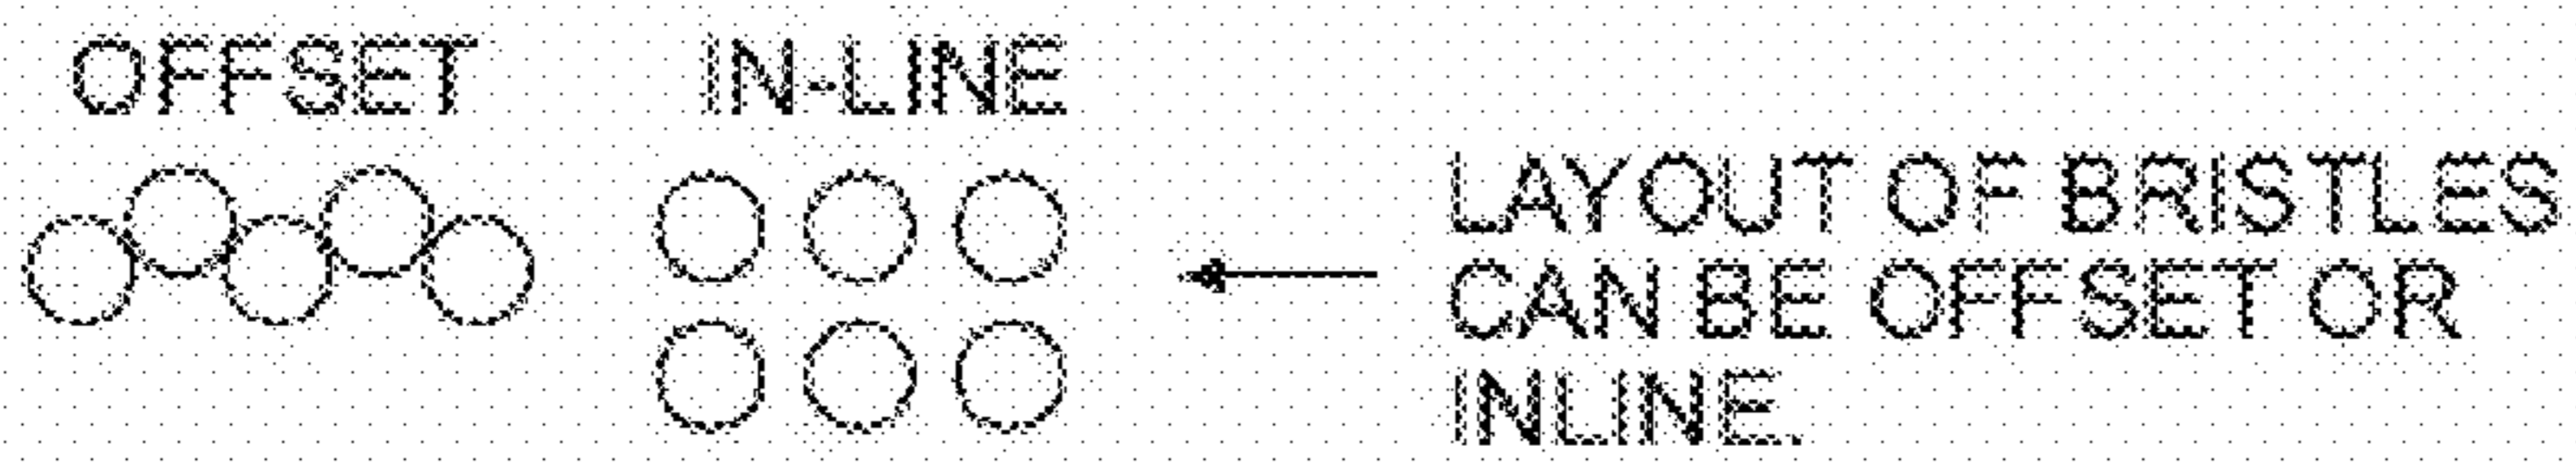 OFFSET IN-LINE
LAYOUT OF BRISTLES
CAN BE OFFSET OR
INLINE.